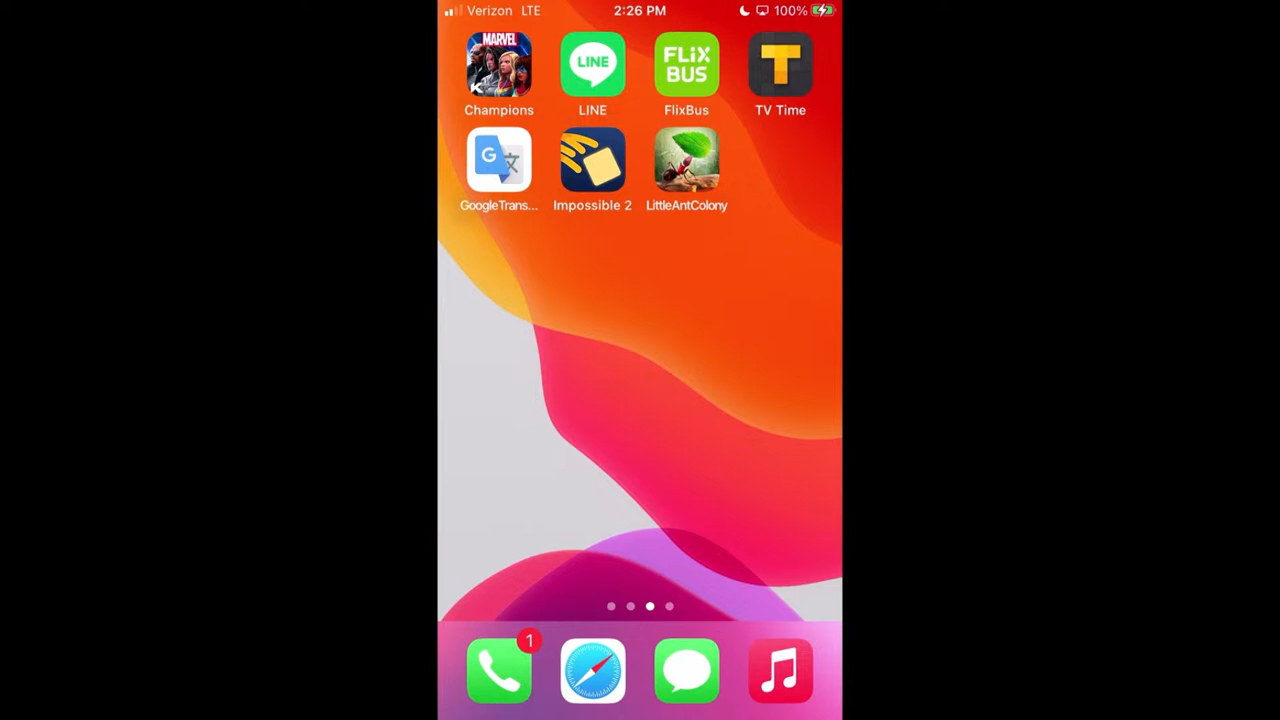 Verizon LTE 2:26 PM 100%
MARVEL
LINE
FLiX BUS
T
Champions LINE FlixBus TV Time
G 文
GoogleTrans... Impossible 2 LittleAntColony
1